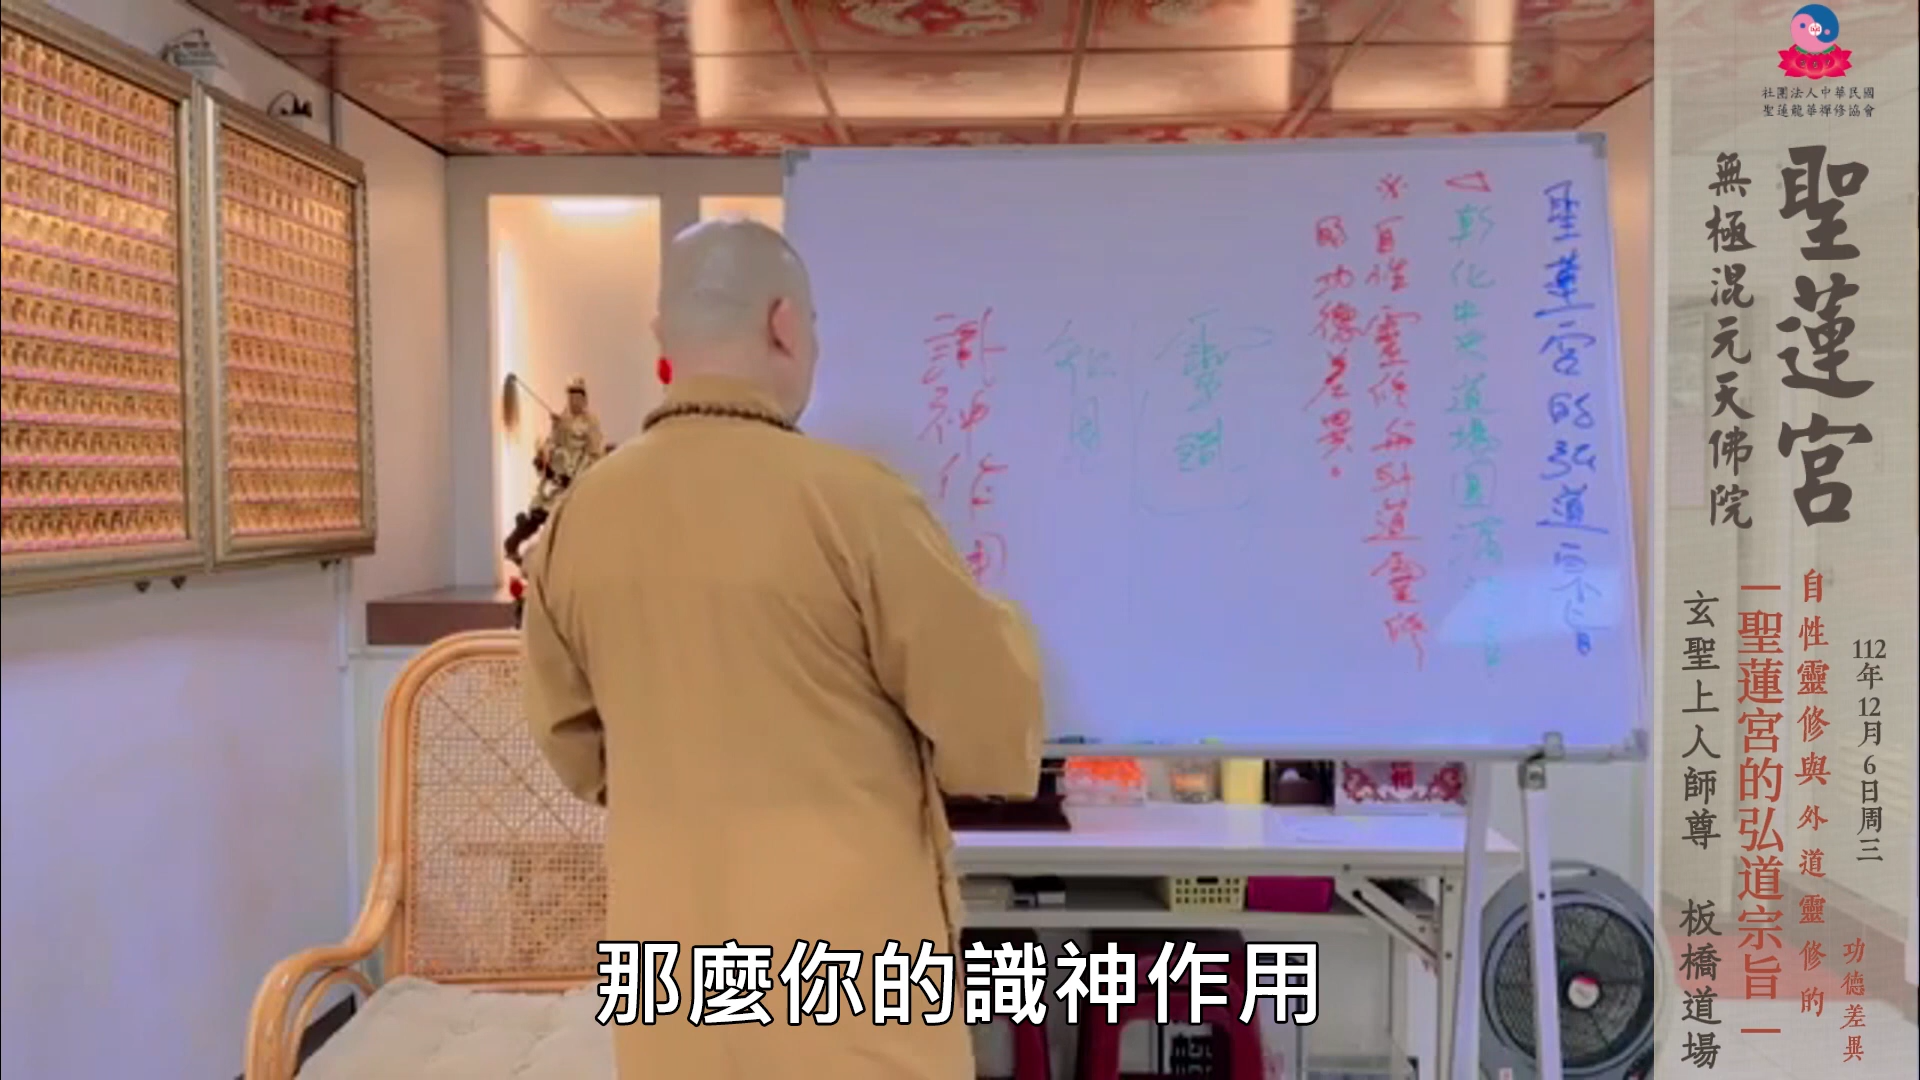 社團法人中華民國
聖蓮龍華禪修協會
聖蓮宮
無極混元天佛院
112年12月6日周三
自性靈修與外道靈修的
功德差異
—聖蓮宮的弘道宗旨—
玄聖上人師尊 板橋道場
聖蓮宮的弘道宗旨
彰化中央道場圓滿
※自性靈修與外道靈修
的功德差異。
靈識
識神作用
那麼你的識神作用